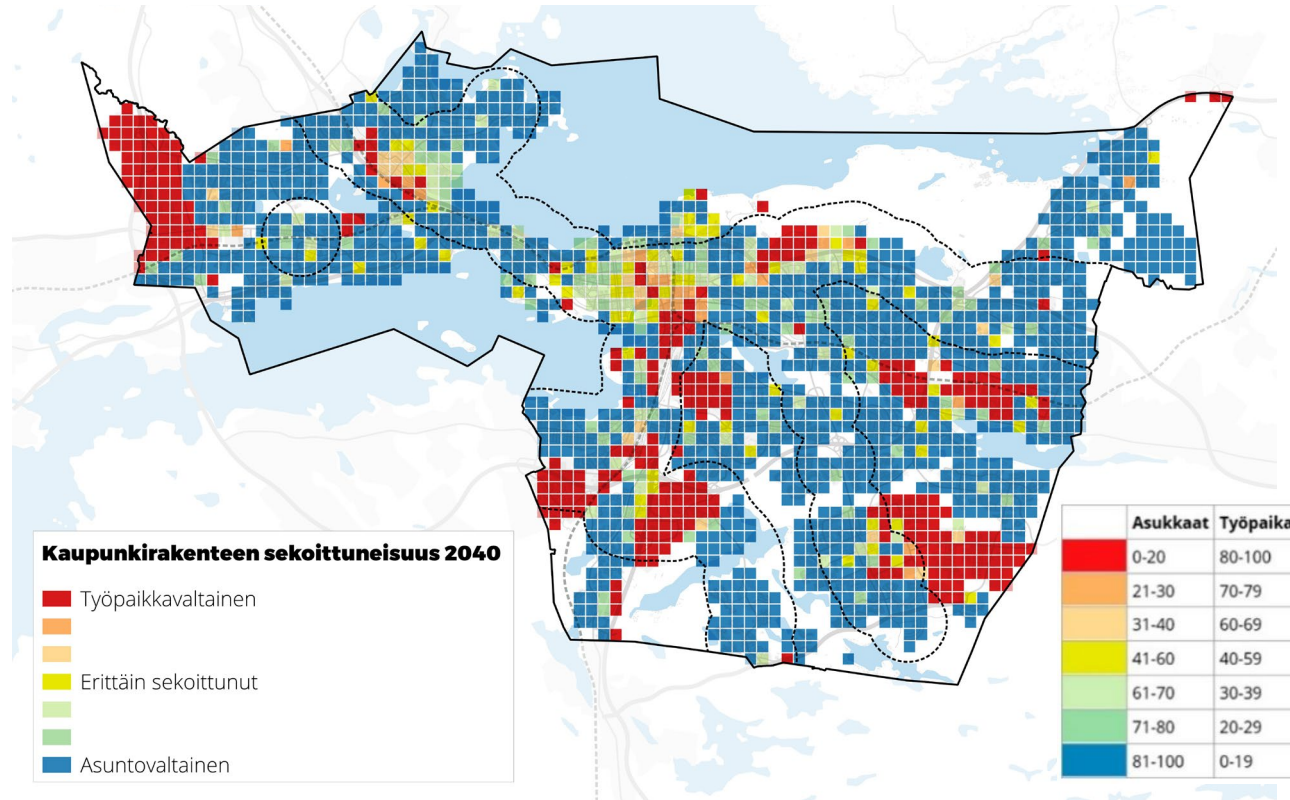 Kaupunkirakenteen sekoittuneisuus 2040
Työpaikkavaltainen
Erittäin sekoittunut
Asuntovaltainen
Asukkaat Työpaika
0-20 80-100
21-30 70-79
31-40 60-69
41-60 40-59
61-70 30-39
71-80 20-29
81-100 0-19